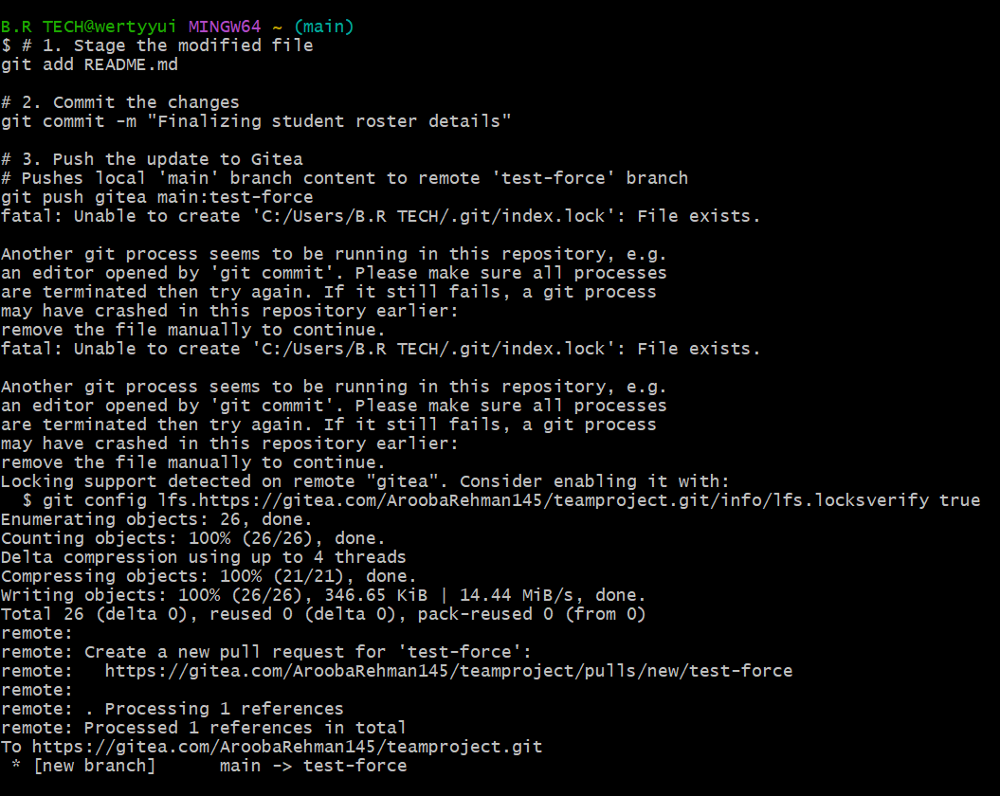 B.R TECH@wertyyui MINGW64 ~ (main)
$ # 1. Stage the modified file
git add README.md
# 2. Commit the changes
git commit -m "Finalizing student roster details"
# 3. Push the update to Gitea
# Pushes local 'main' branch content to remote 'test-force' branch
git push gitea main:test-force
fatal: Unable to create 'C:/Users/B.R TECH/.git/index.lock': File exists.
Another git process seems to be running in this repository, e.g.
an editor opened by 'git commit'. Please make sure all processes
are terminated then try again. If it still fails, a git process
may have crashed in this repository earlier:
remove the file manually to continue.
fatal: Unable to create 'C:/Users/B.R TECH/.git/index.lock': File exists.
Another git process seems to be running in this repository, e.g.
an editor opened by 'git commit'. Please make sure all processes
are terminated then try again. If it still fails, a git process
may have crashed in this repository earlier:
remove the file manually to continue.
Locking support detected on remote "gitea". Consider enabling it with:
  $ git config lfs.https://gitea.com/AroobaRehman145/teamproject.git/info/lfs.locksverify true
Enumerating objects: 26, done.
Counting objects: 100% (26/26), done.
Delta compression using up to 4 threads
Compressing objects: 100% (21/21), done.
Writing objects: 100% (26/26), 346.65 KiB | 14.44 MiB/s, done.
Total 26 (delta 0), reused 0 (delta 0), pack-reused 0 (from 0)
remote:
remote: Create a new pull request for 'test-force':
remote:   https://gitea.com/AroobaRehman145/teamproject/pulls/new/test-force
remote:
remote: . Processing 1 references
remote: Processed 1 references in total
To https://gitea.com/AroobaRehman145/teamproject.git
 * [new branch]      main -> test-force